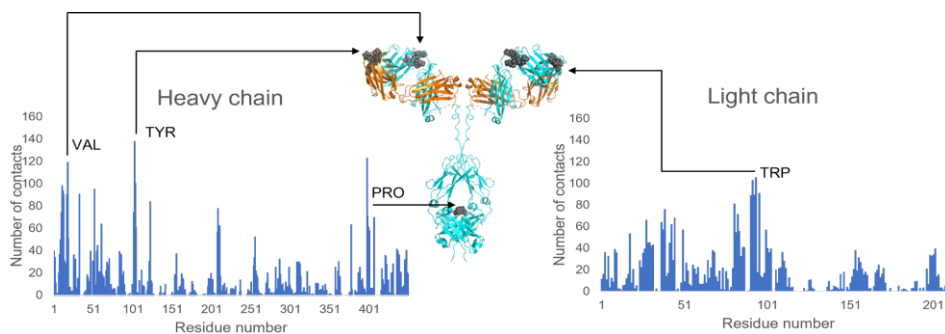 Heavy chain
Number of contacts
160
140
120
100
80
60
40
20
0
VAL
TYR
PRO
1 51 101 151 201 251 301 351 401
Residue number
Light chain
Number of contacts
160
140
120
100
80
60
40
20
0
TRP
1 51 101 151 201
Residue number